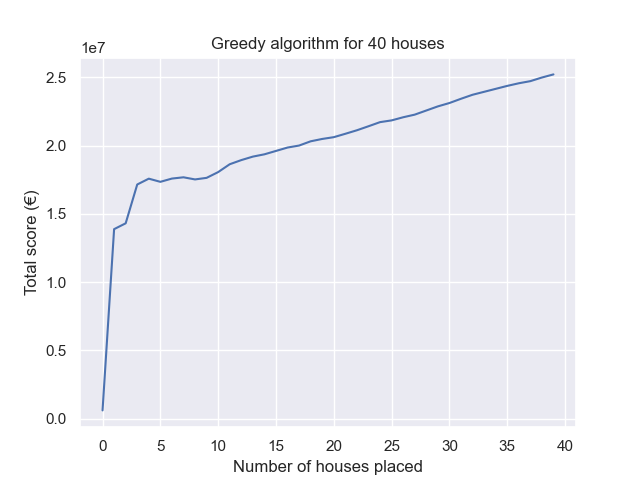 Greedy algorithm for 40 houses
1e7
2.5
2.0
1.5
1.0
0.5
0.0
Total score (€)
0 5 10 15 20 25 30 35 40
Number of houses placed